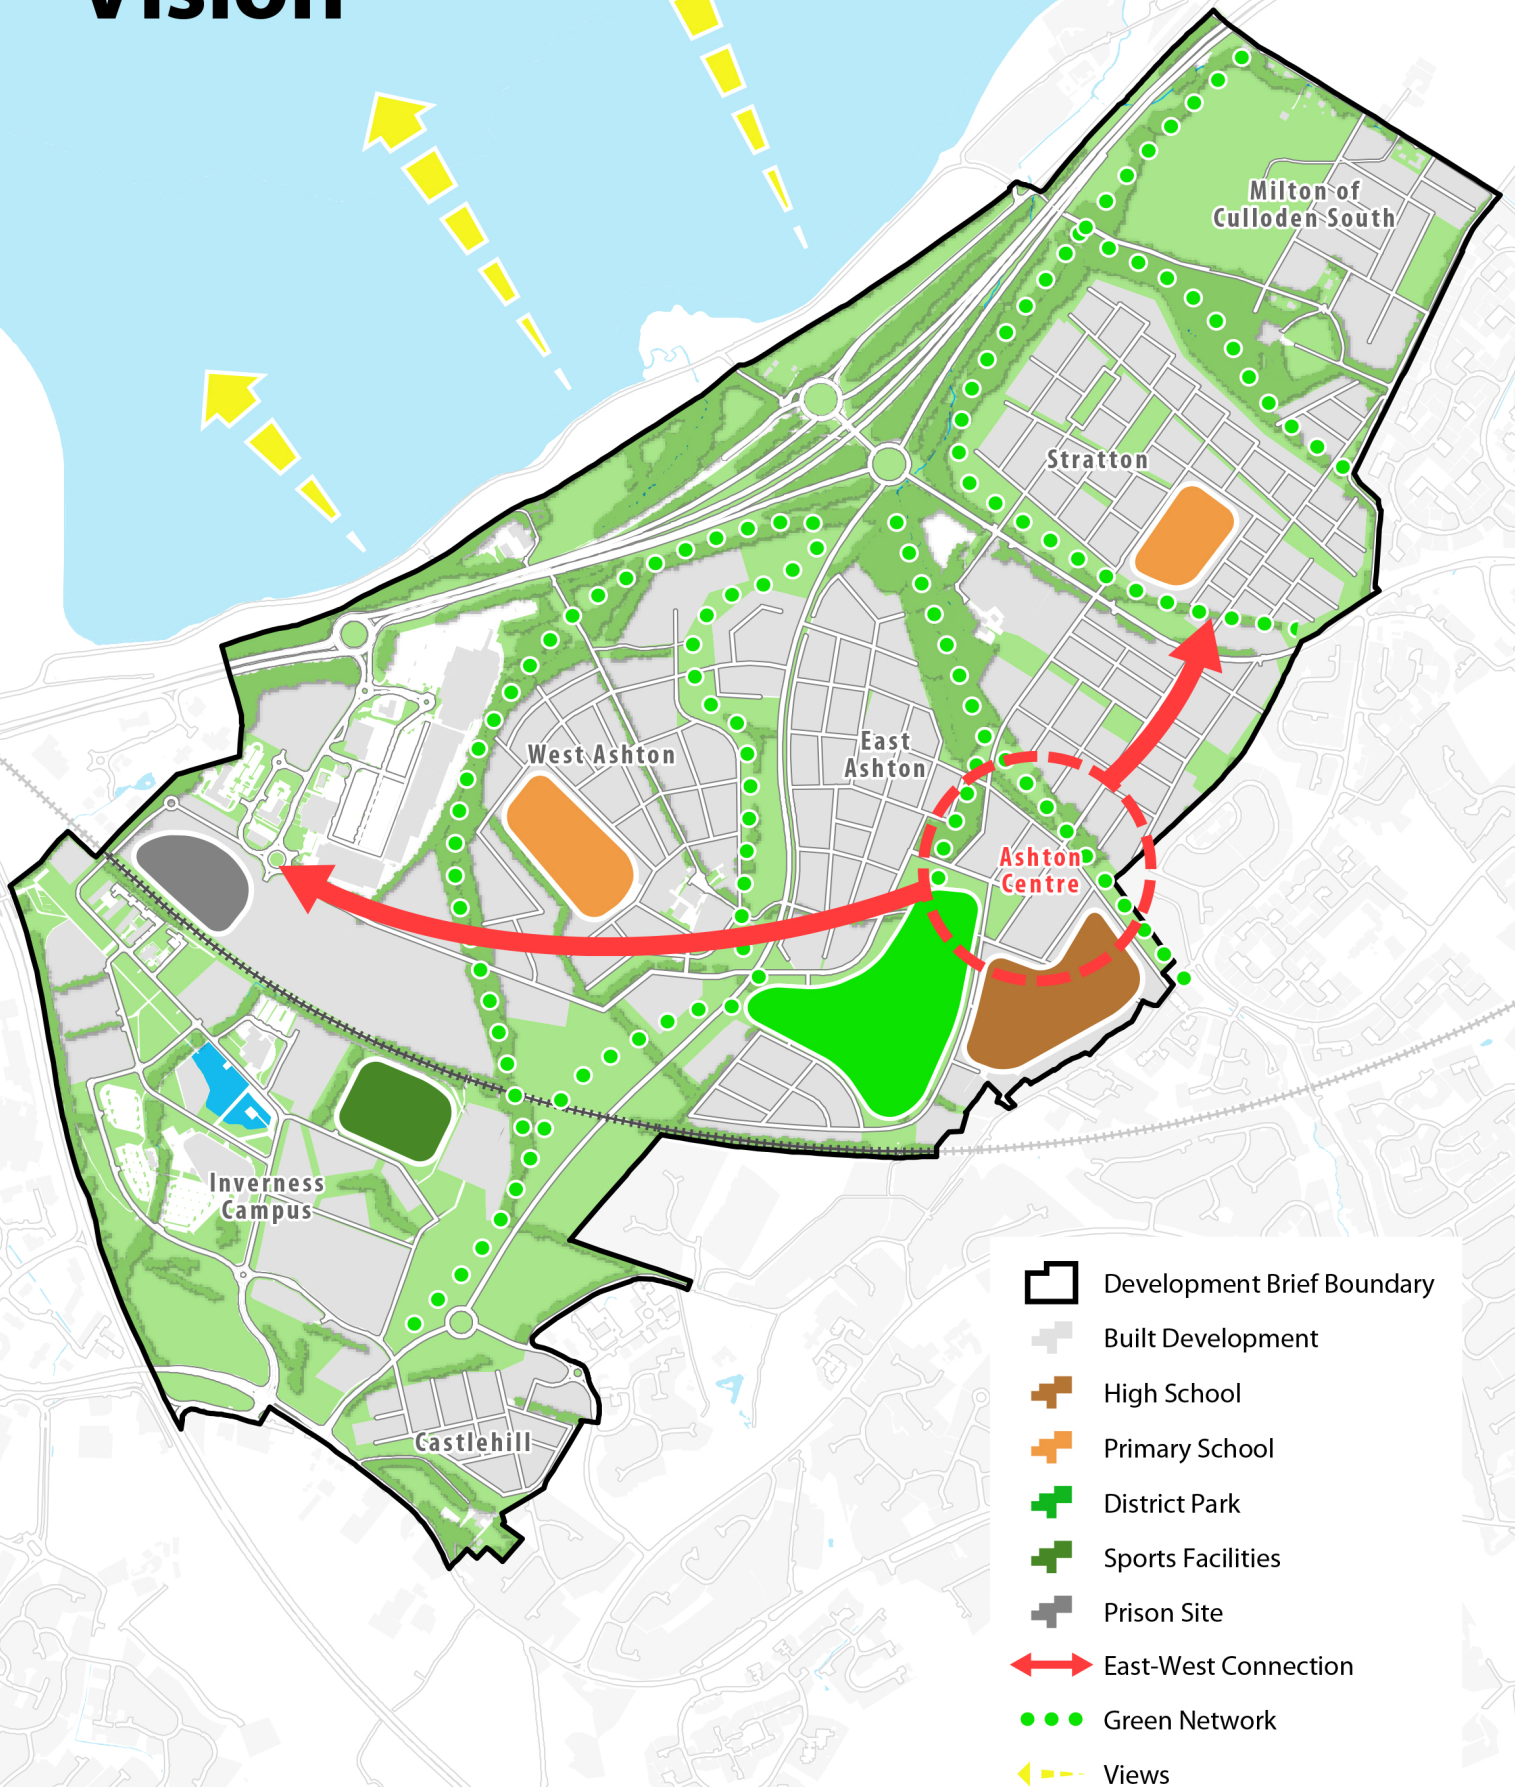 Vision
Milton of
Culloden South
Stratton
West Ashton
East
Ashton
Ashton
Centre
Inverness
Campus
Castlehill
Development Brief Boundary
Built Development
High School
Primary School
District Park
Sports Facilities
Prison Site
East-West Connection
Green Network
Views